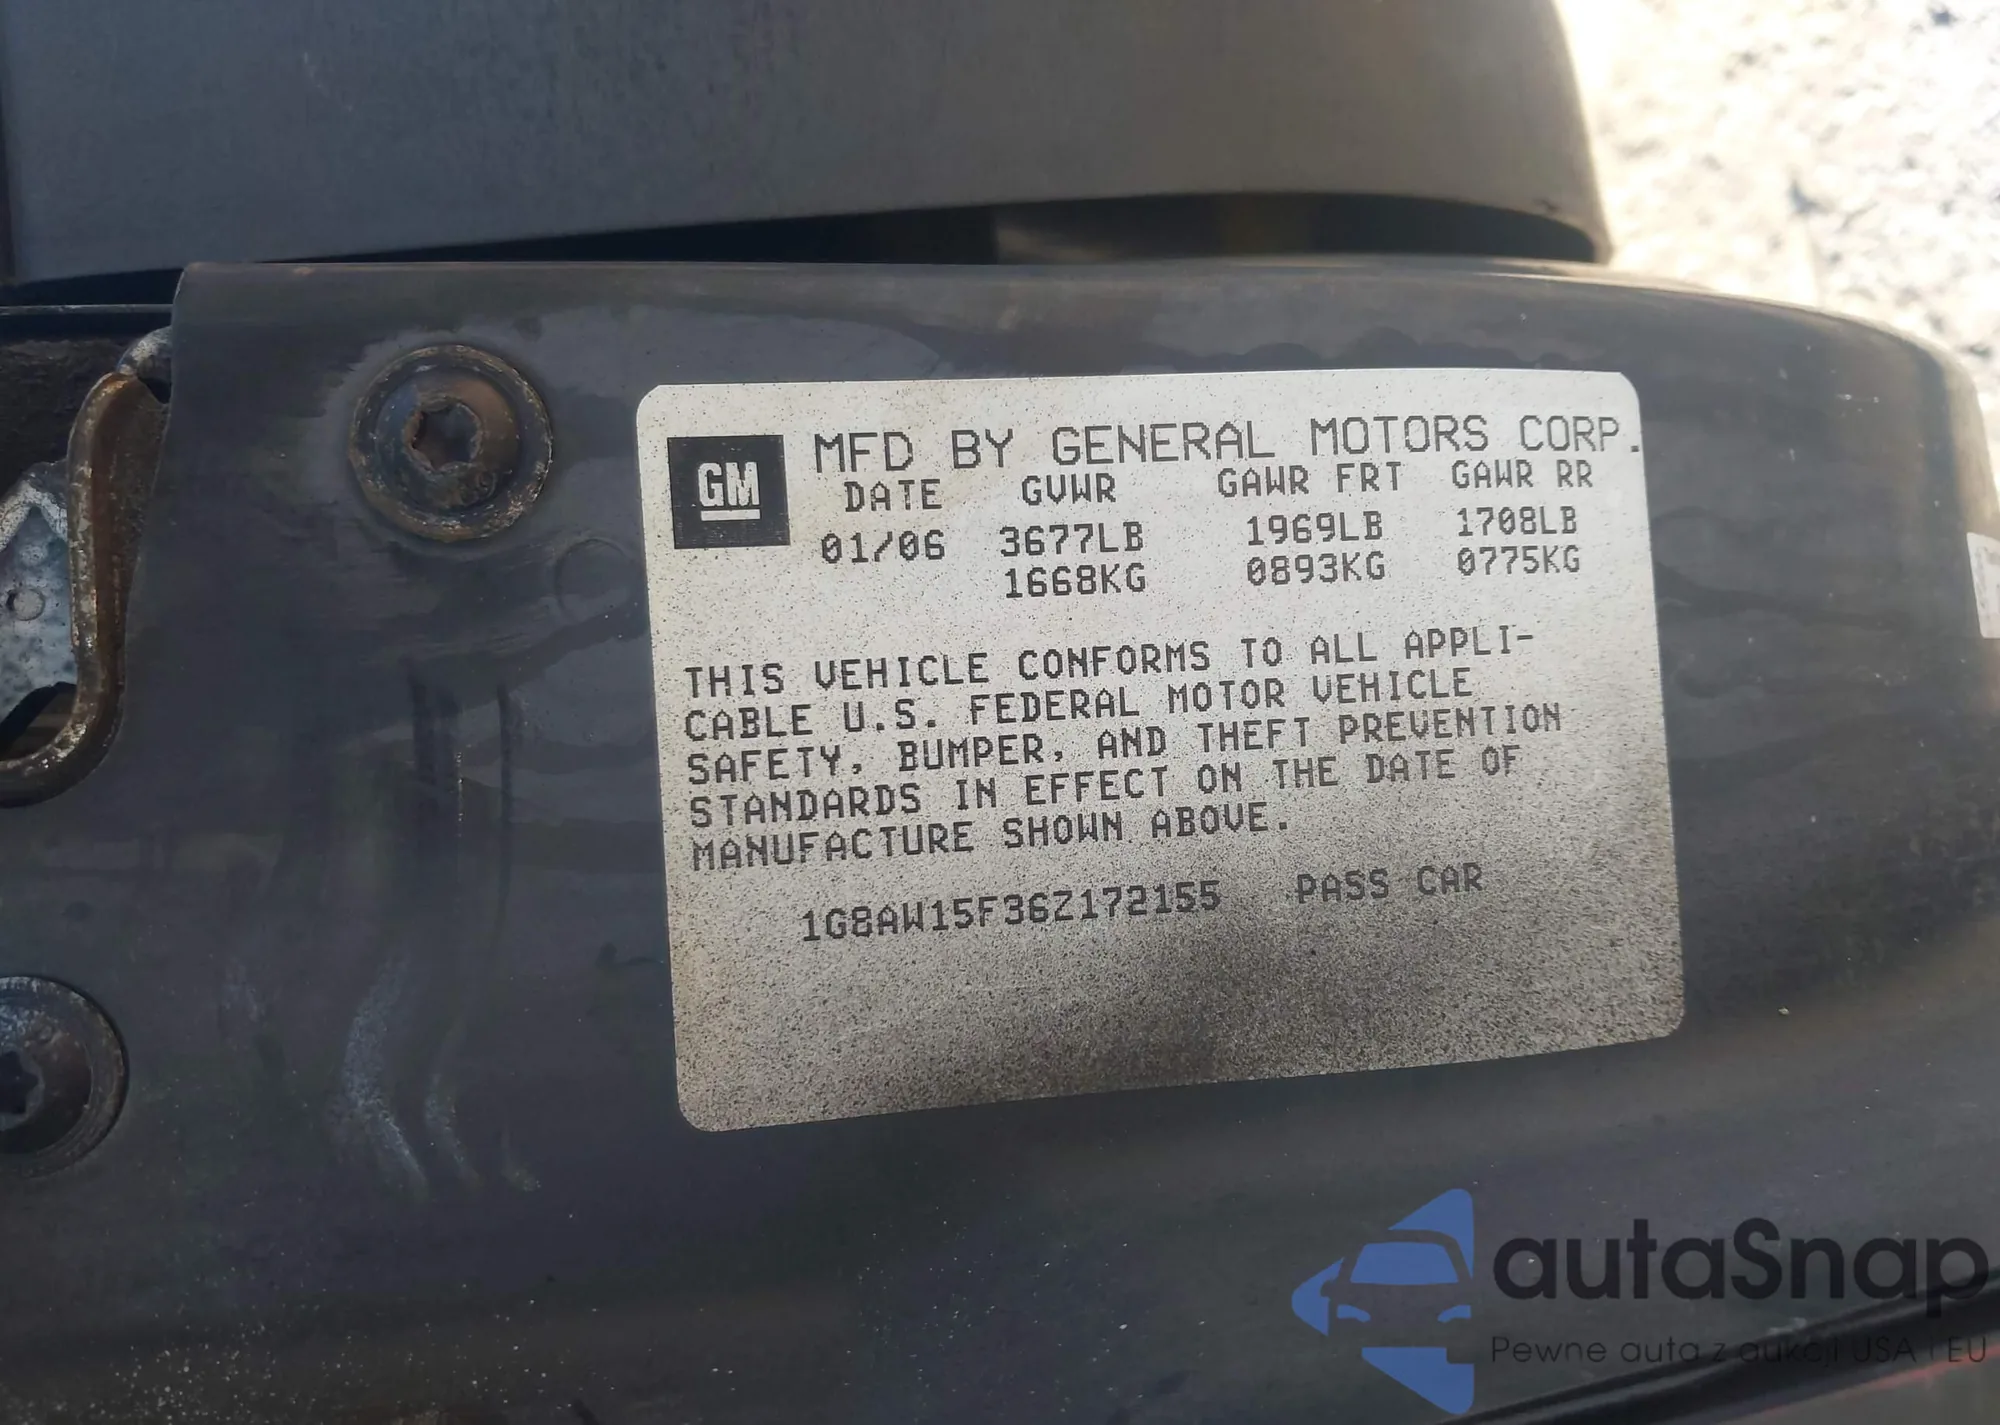 GM
MFD BY GENERAL MOTORS CORP.
DATE GVWR GAWR FRT GAWR RR
01/06 3677LB 1969LB 1708LB
1668KG 0893KG 0775KG
THIS VEHICLE CONFORMS TO ALL APPLI-
CABLE U.S. FEDERAL MOTOR VEHICLE
SAFETY, BUMPER, AND THEFT PREVENTION
STANDARDS IN EFFECT ON THE DATE OF
MANUFACTURE SHOWN ABOVE.
1G8AW15F36Z172155 PASS CAR
autaSnap
Pewne auta z aukcji USA i EU